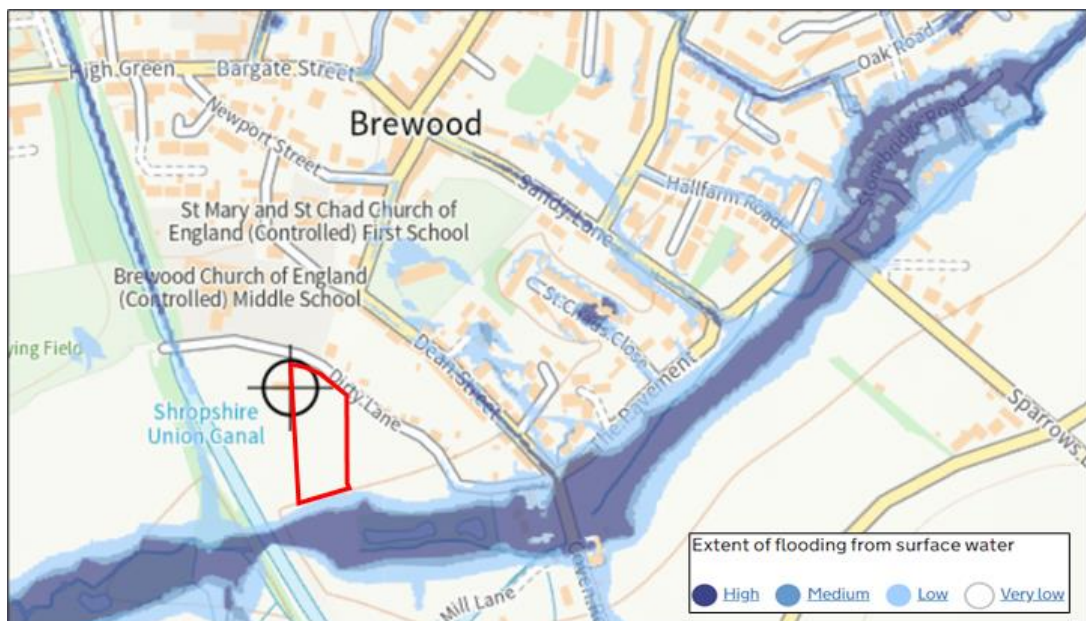 High Green
Bargate Street
Oak Road
Newport Street
Brewood
Stonebridge Road
Sandy Lane
Hallfarm Road
St Mary and St Chad Church of
England (Controlled) First School
Brewood Church of England
(Controlled) Middle School
St Chads Close
ying Field
Dean Street
The Pavement
Dirty Lane
Sparrows
Shropshire
Union Canal
Mill Lane
Coven
Extent of flooding from surface water
High Medium Low Very low